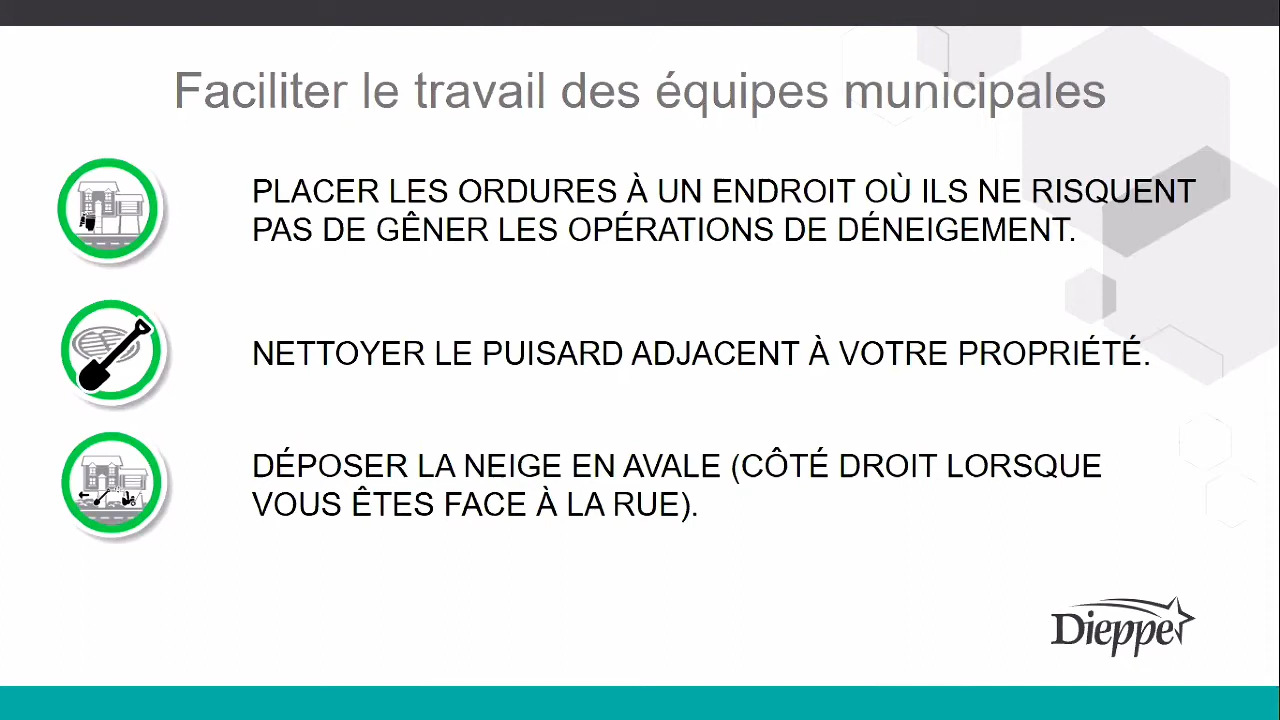 Faciliter le travail des équipes municipales
PLACER LES ORDURES À UN ENDROIT OÙ ILS NE RISQUENT
PAS DE GÊNER LES OPÉRATIONS DE DÉNEIGEMENT.
NETTOYER LE PUISARD ADJACENT À VOTRE PROPRIÉTÉ.
DÉPOSER LA NEIGE EN AVALE (CÔTÉ DROIT LORSQUE
VOUS ÊTES FACE À LA RUE).
Dieppe